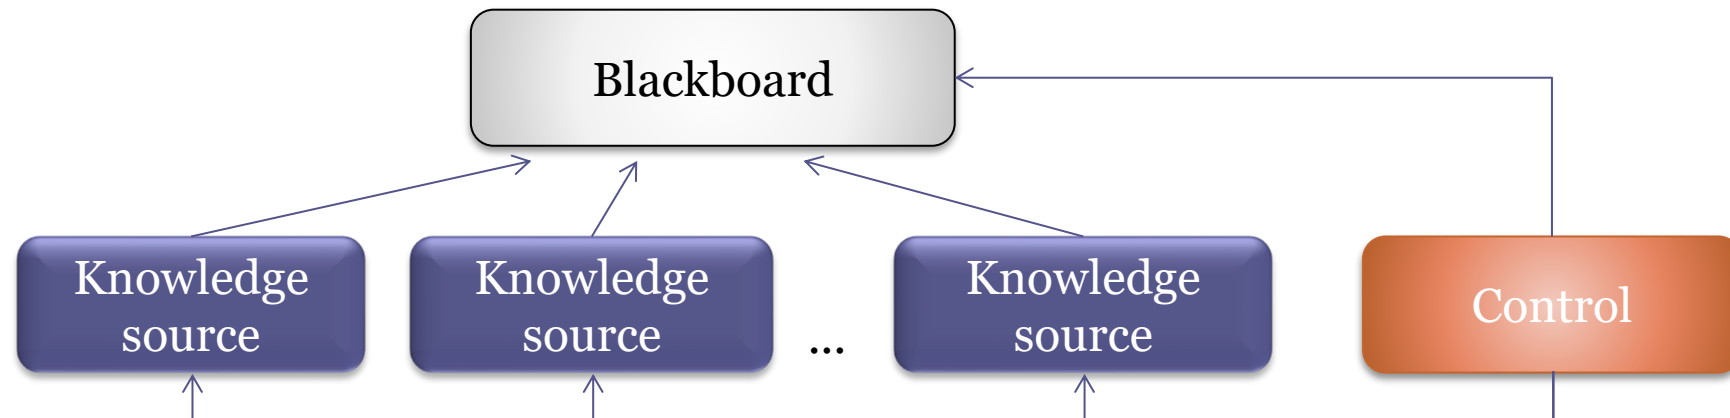 Blackboard
Knowledge
source
Knowledge
source
...
Knowledge
source
Control